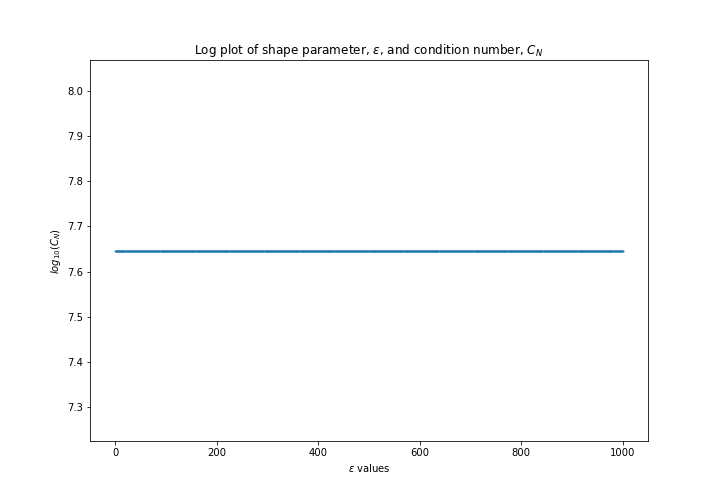 Log plot of shape parameter, ε, and condition number, C_N
log₁₀(C_N)
8.0
7.9
7.8
7.7
7.6
7.5
7.4
7.3
0 200 400 600 800 1000
ε values